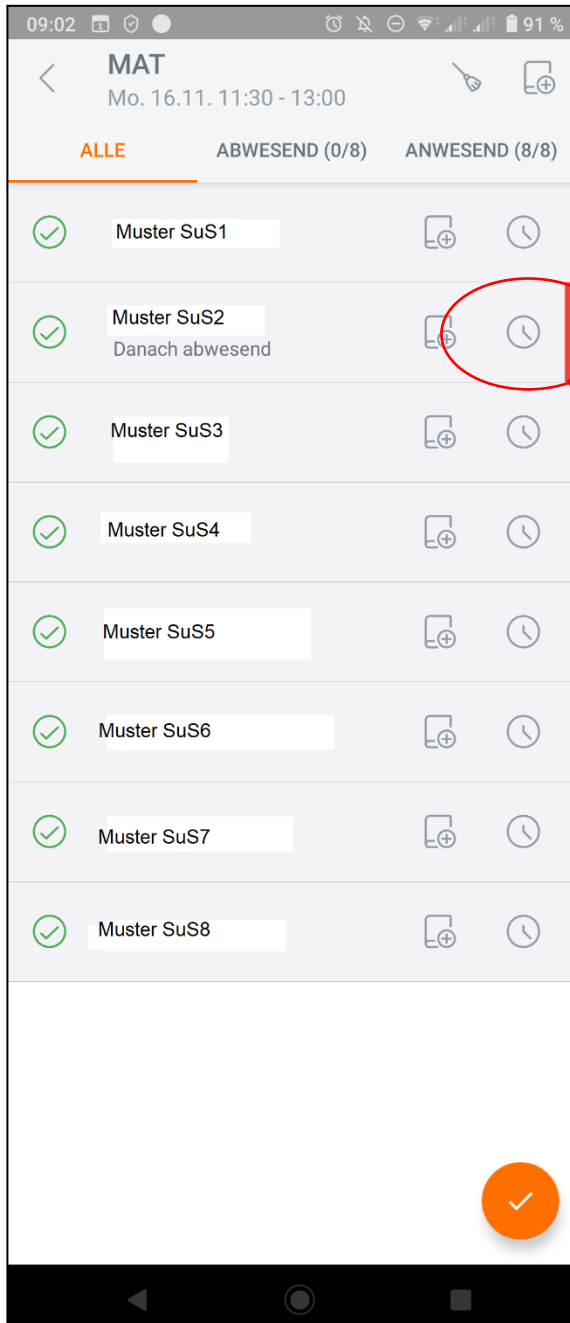 09:02 1 91 %
MAT
Mo. 16.11. 11:30 - 13:00
ALLE ABWESEND (0/8) ANWESEND (8/8)
Muster SuS1
Muster SuS2
Danach abwesend
Muster SuS3
Muster SuS4
Muster SuS5
Muster SuS6
Muster SuS7
Muster SuS8